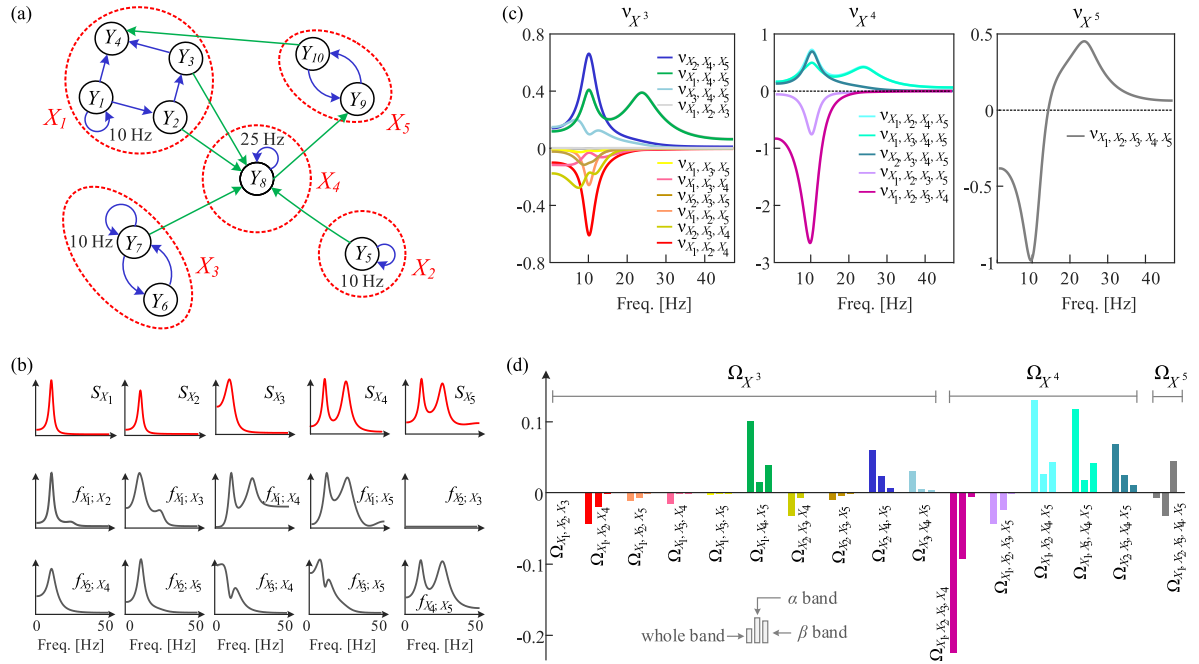 (a)
Y4
Y3
Y1
Y2
10 Hz
X1
Y10
Y9
X5
25 Hz
Y8
X4
10 Hz
Y7
Y6
X3
Y5
10 Hz
X2
(b)
SX1
SX2
SX3
SX4
SX5
fX1; X2
fX1; X3
fX1; X4
fX1; X5
fX2; X3
fX2; X4
fX2; X5
fX3; X4
fX3; X5
fX4; X5
0 50 0 50 0 50 0 50 0 50
Freq. [Hz] Freq. [Hz] Freq. [Hz] Freq. [Hz] Freq. [Hz]
(c)
νX3
0.8
0.4
0
-0.4
-0.8
νX2, X4, X5
νX1, X4, X5
νX3, X4, X5
νX1, X2, X3
νX1, X3, X5
νX1, X3, X4
νX2, X3, X5
νX1, X2, X5
νX2, X3, X4
νX1, X2, X4
10 20 40
Freq. [Hz]
νX4
1
0
-1
-2
-3
νX1, X2, X4, X5
νX1, X3, X4, X5
νX2, X3, X4, X5
νX1, X2, X3, X5
νX1, X2, X3, X4
10 20 40
Freq. [Hz]
νX5
0.5
0
-0.5
-1
νX1, X2, X3, X4, X5
10 20 40
Freq. [Hz]
(d)
ΩX3
ΩX4
ΩX5
0.1
0
-0.1
-0.2
ΩX1, X2, X3
ΩX1, X2, X4
ΩX1, X2, X5
ΩX1, X3, X4
ΩX1, X3, X5
ΩX1, X4, X5
ΩX2, X3, X4
ΩX2, X3, X5
ΩX2, X4, X5
ΩX3, X4, X5
ΩX1, X2, X3, X4
ΩX1, X2, X3, X5
ΩX1, X2, X4, X5
ΩX1, X3, X4, X5
ΩX2, X3, X4, X5
ΩX1, X2, X3, X4, X5
α band
whole band
β band